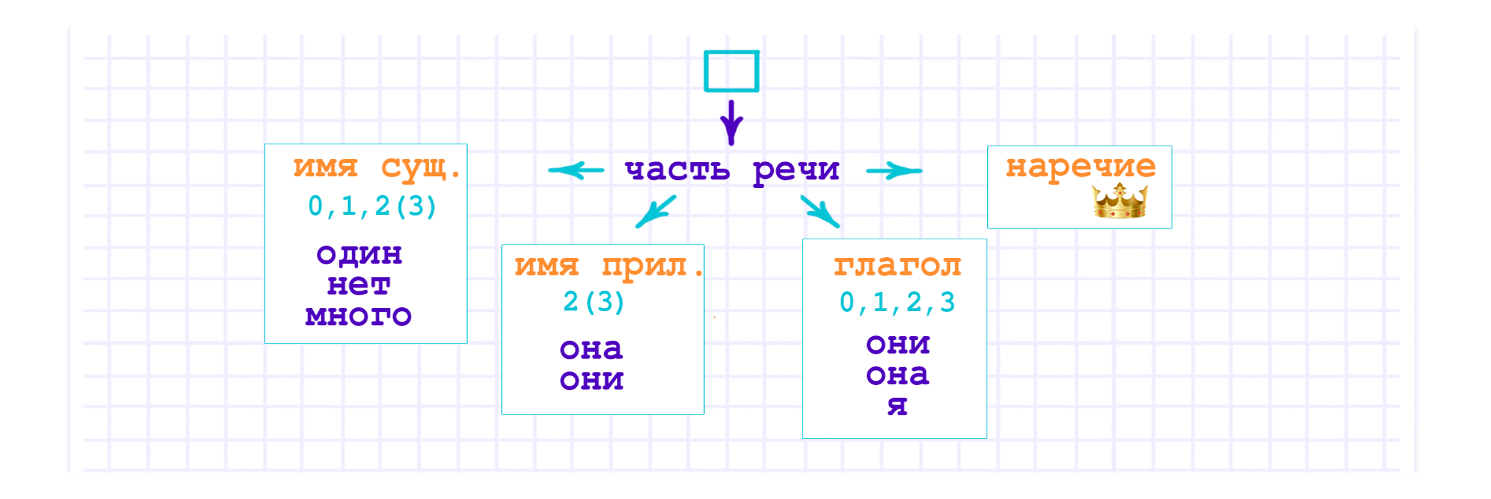 часть речи
имя сущ.
0,1,2(3)
один
нет
много
имя прил.
2(3)
она
они
глагол
0,1,2,3
они
она
я
наречие